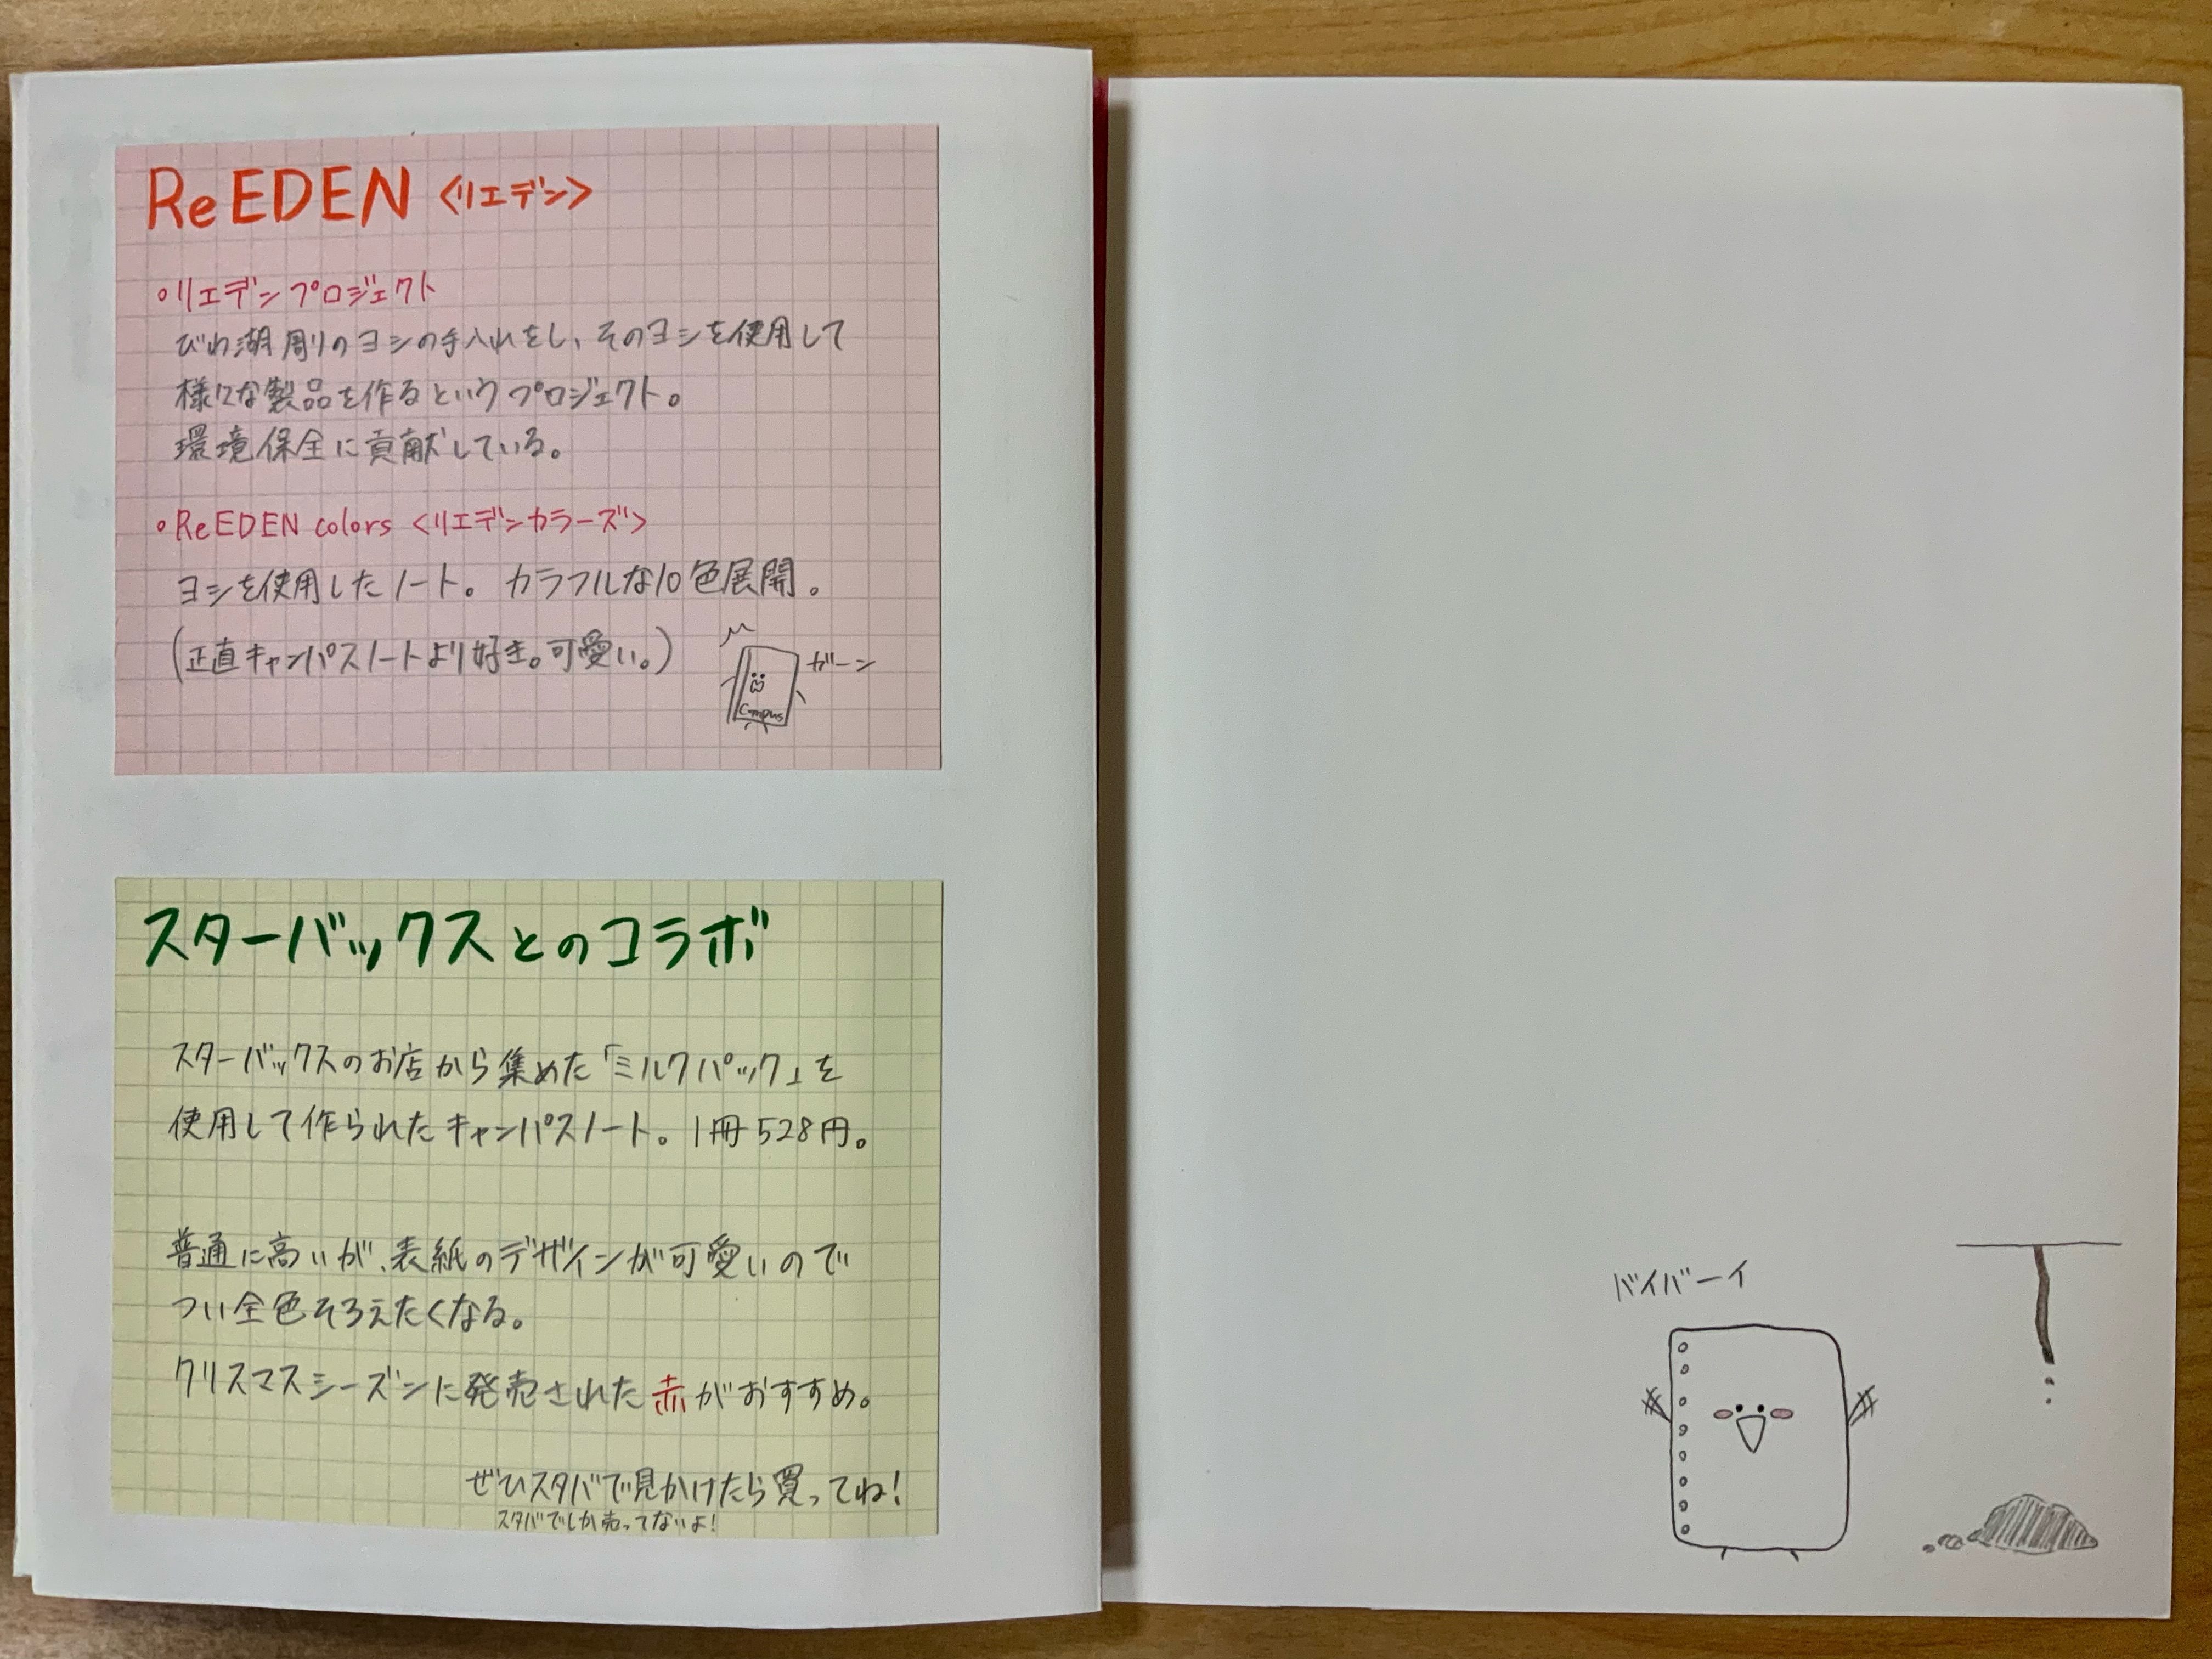 ReEDEN <リエデン>
・リエデンプロジェクト
びわ湖周りのヨシの手入れをし、そのヨシを使用して
様々な製品を作るというプロジェクト。
環境保全に貢献している。
・ReEDEN colors <リエデンカラーズ>
ヨシを使用したノート。カラフルな10色展開。
(正直キャンパスノートより好き。可愛い。)
ガーン
Campus
スターバックスとのコラボ
スターバックスのお店から集めた「ミルクパック」を
使用して作られたキャンパスノート。1冊528円。
普通に高いが、表紙のデザインが可愛いので
つい全色そろえたくなる。
クリスマスシーズンに発売された赤がおすすめ。
ぜひスタバで見かけたら買ってね!
スタバでしか売ってないよ!
バイバーイ